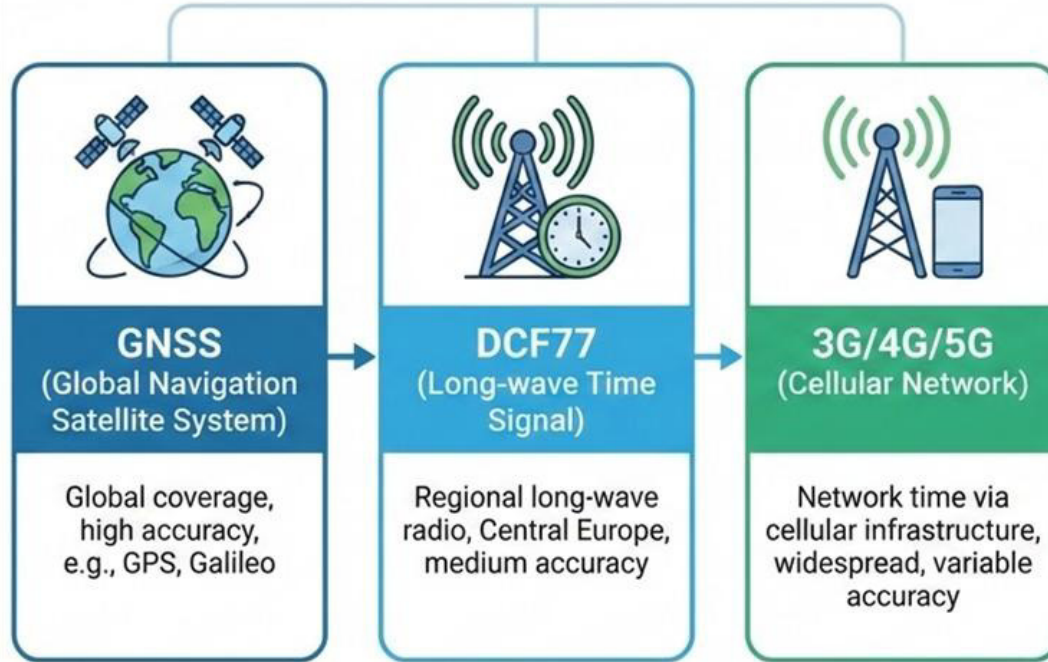 GNSS
(Global Navigation
Satellite System)
Global coverage,
high accuracy,
e.g., GPS, Galileo
DCF77
(Long-wave Time
Signal)
Regional long-wave
radio, Central Europe,
medium accuracy
3G/4G/5G
(Cellular Network)
Network time via
cellular infrastructure,
widespread, variable
accuracy